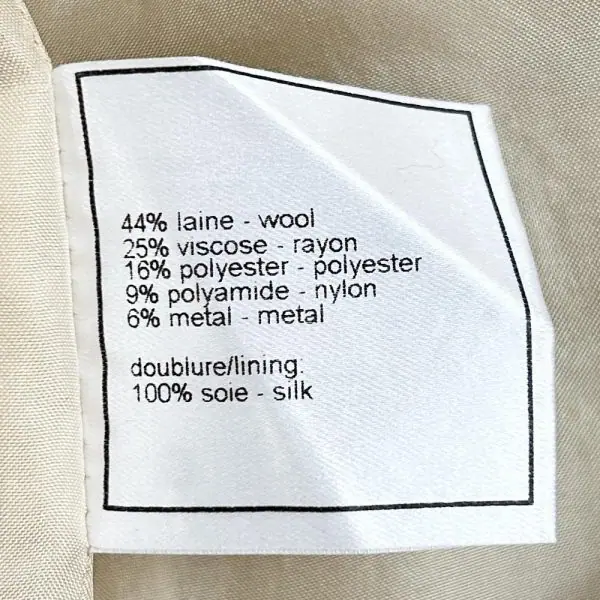 44% laine - wool
25% viscose - rayon
16% polyester - polyester
9% polyamide - nylon
6% metal - metal
doublure/lining:
100% soie - silk